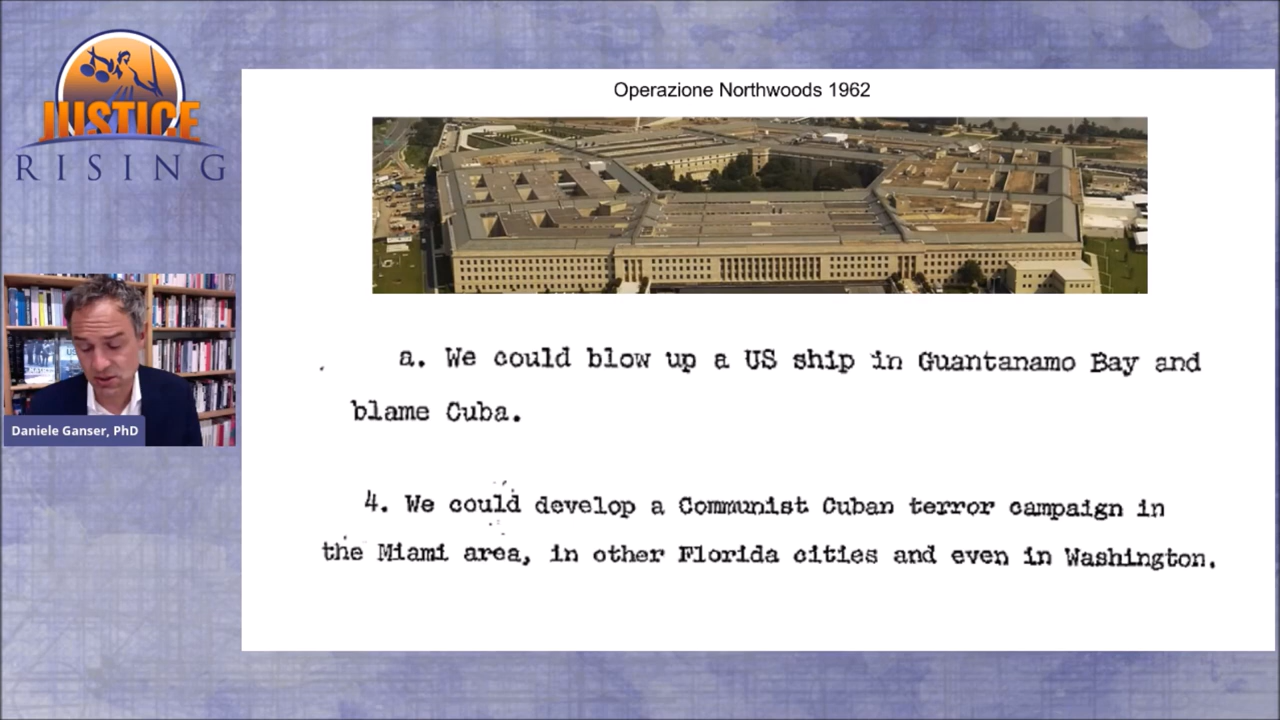 JUSTICE
RISING
Daniele Ganser, PhD
Operazione Northwoods 1962
a. We could blow up a US ship in Guantanamo Bay and
blame Cuba.
4. We could develop a Communist Cuban terror campaign in
the Miami area, in other Florida cities and even in Washington.